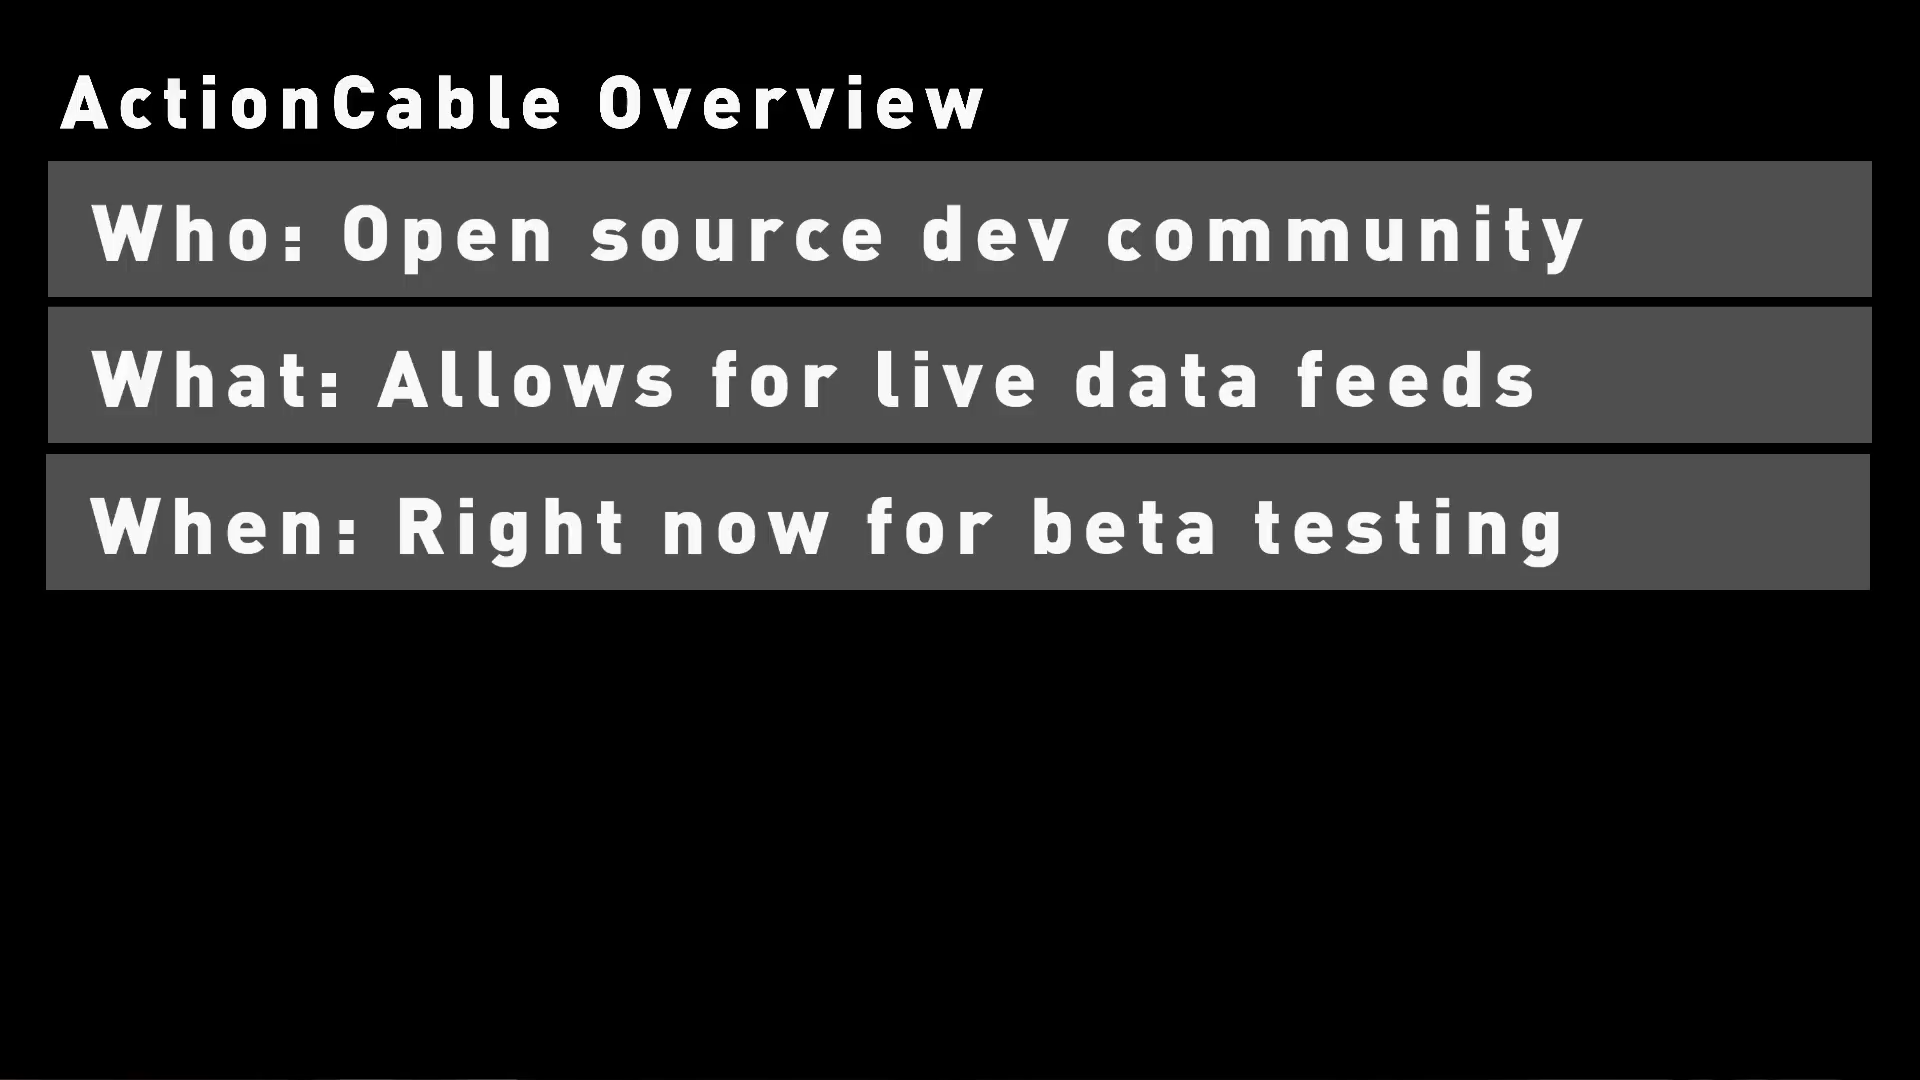 ActionCable Overview
Who: Open source dev community
What: Allows for live data feeds
When: Right now for beta testing